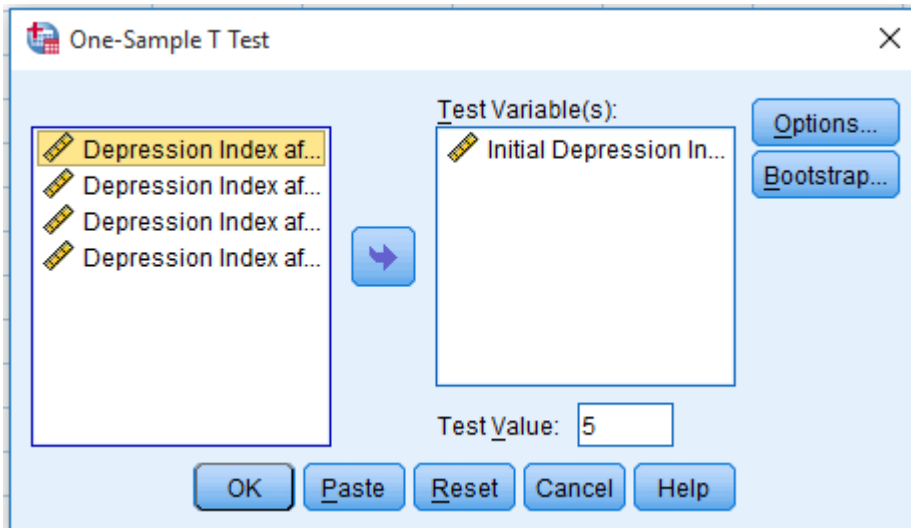 One-Sample T Test
Test Variable(s):
Depression Index af...
Depression Index af...
Depression Index af...
Depression Index af...
Initial Depression In...
Options...
Bootstrap...
Test Value: 5
OK Paste Reset Cancel Help